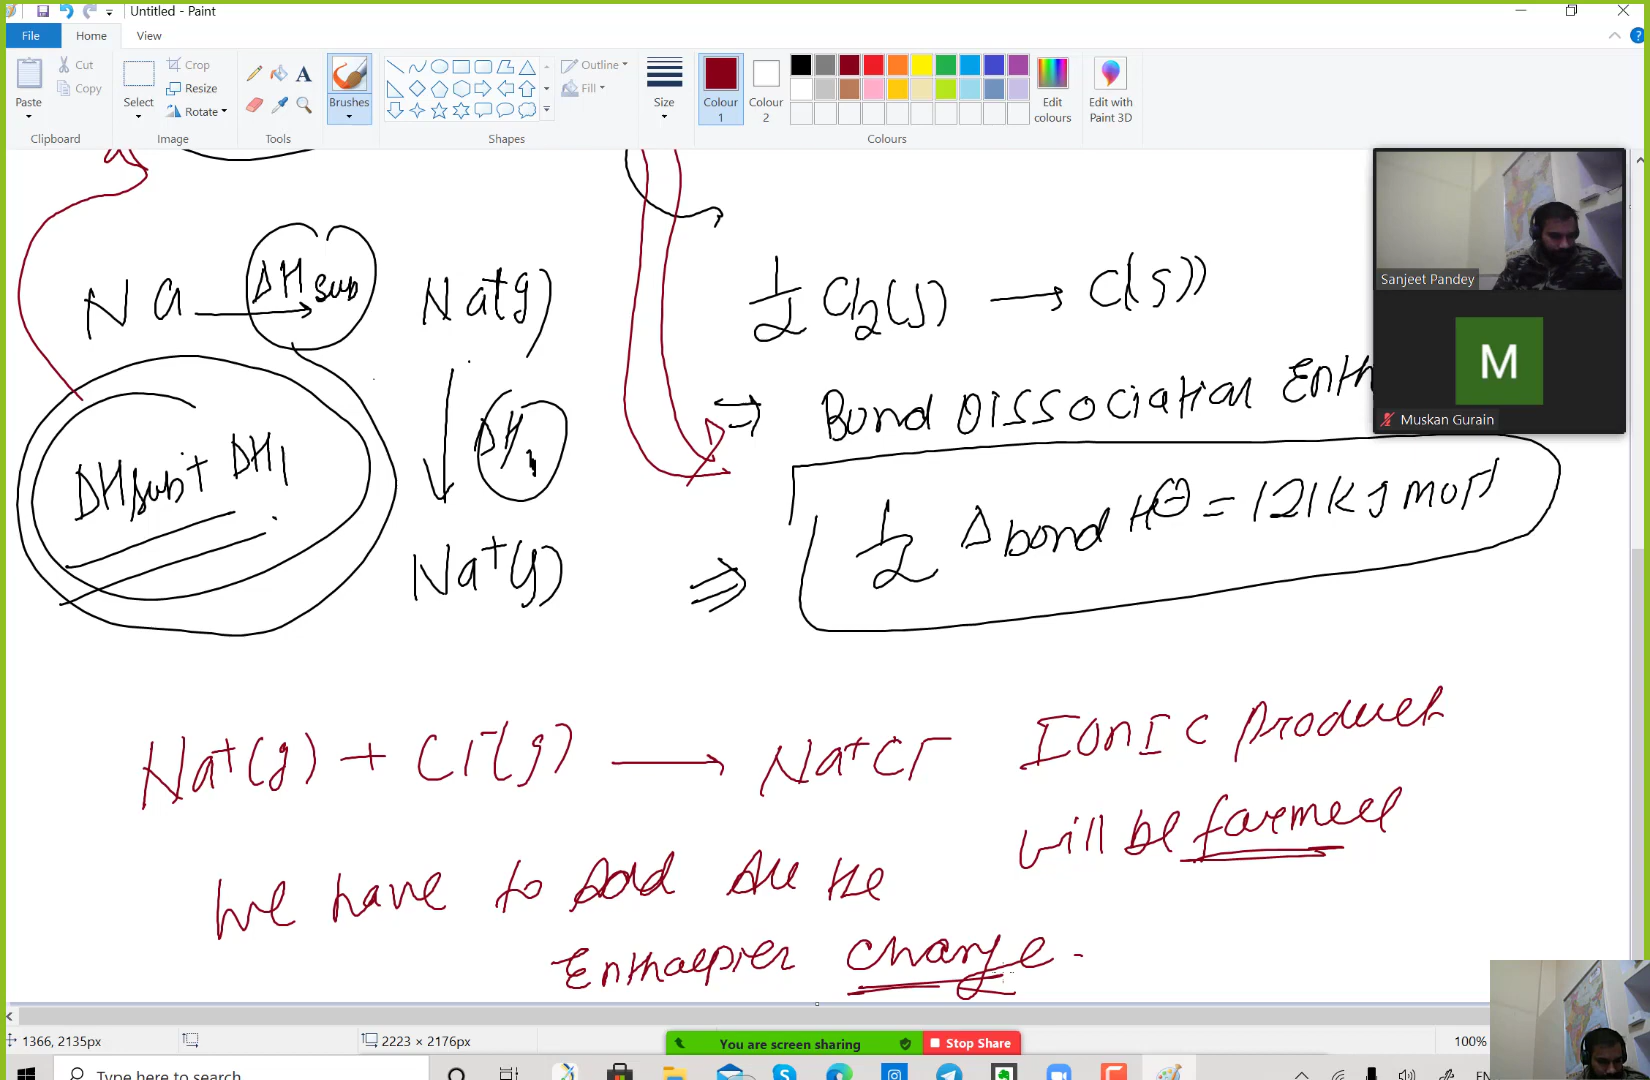 Untitled - Paint
File Home View
Paste
Cut
Copy
Clipboard
Select
Crop
Resize
Rotate
Image
A
Tools
Brushes
Outline
Fill
Shapes
Size
Colour 1
Colour 2
Colours
Edit colours
Edit with Paint 3D
Na ΔHsub Na(g)
1/2 Cl2(g) → Cl(g)
ΔH1
Na+(g)
ΔHsub + ΔH1
⇒ Bond Dissociation Enth
⇒ 1/2 Δbond H⊖ = 121 kJ mol
Na+(g) + Cl-(g) → Na+Cl-
Ionic product
will be formed
We have to Add All the
Enthalpier change.
Sanjeet Pandey
M
Muskan Gurain
1366, 2135px
2223 × 2176px
100%
You are screen sharing
Stop Share
Type here to search